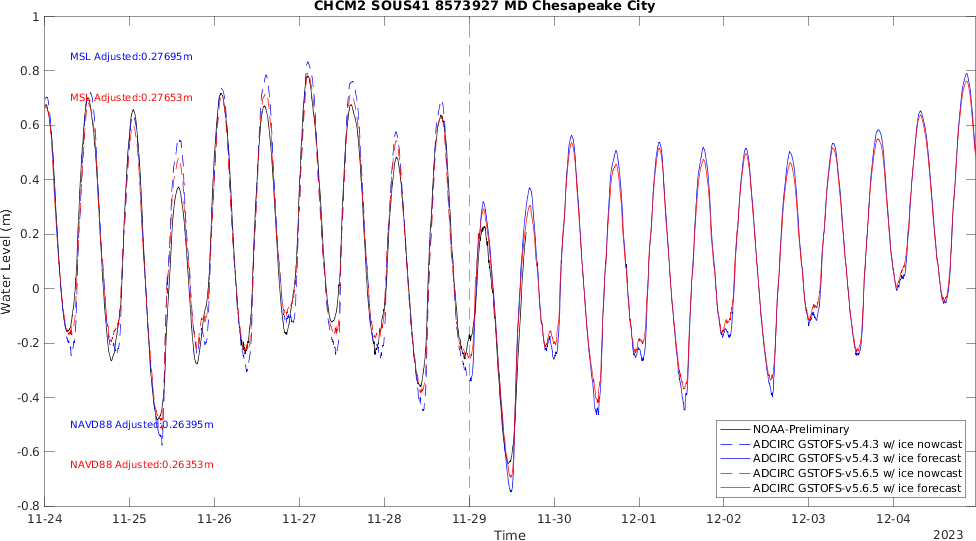 CHCM2 SOUS41 8573927 MD Chesapeake City
MSL Adjusted:0.27695m
MSL Adjusted:0.27653m
NAVD88 Adjusted:0.26395m
NAVD88 Adjusted:0.26353m
Water Level (m)
1
0.8
0.6
0.4
0.2
0
-0.2
-0.4
-0.6
-0.8
NOAA-Preliminary
ADCIRC GSTOFS-v5.4.3 w/ ice nowcast
ADCIRC GSTOFS-v5.4.3 w/ ice forecast
ADCIRC GSTOFS-v5.6.5 w/ ice nowcast
ADCIRC GSTOFS-v5.6.5 w/ ice forecast
11-24 11-25 11-26 11-27 11-28 11-29 11-30 12-01 12-02 12-03 12-04
Time
2023